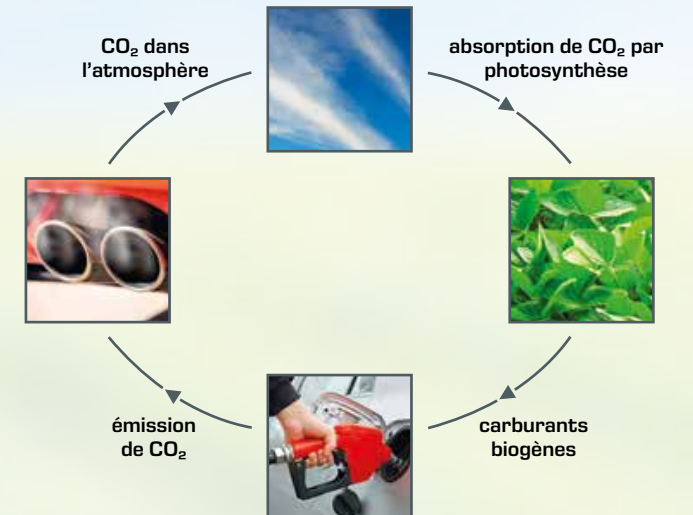 CO₂ dans
l'atmosphère
absorption de CO₂ par
photosynthèse
émission
de CO₂
carburants
biogènes